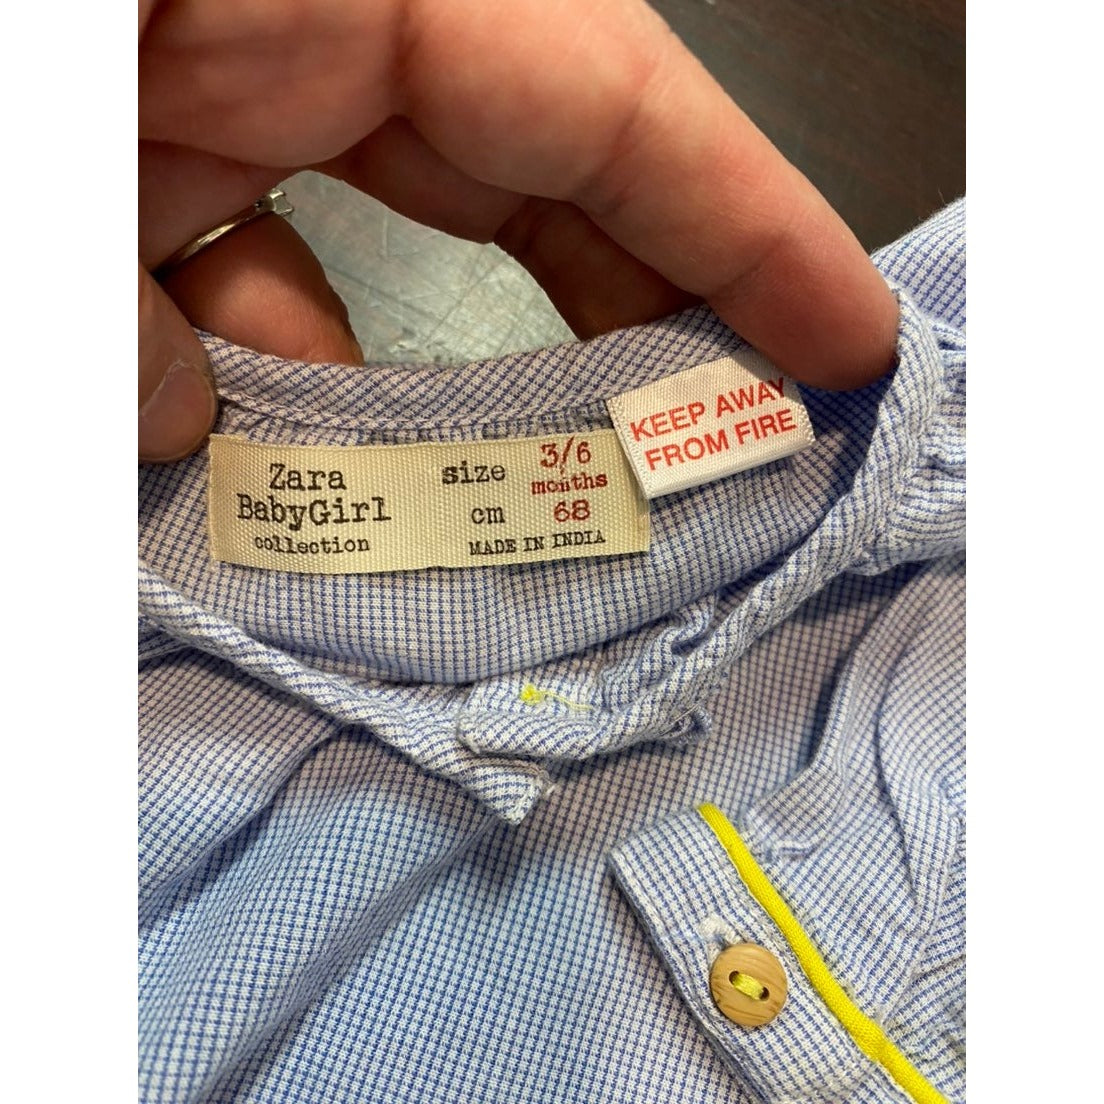 Zara
BabyGirl
collection
size 3/6
months
cm 68
MADE IN INDIA
KEEP AWAY
FROM FIRE